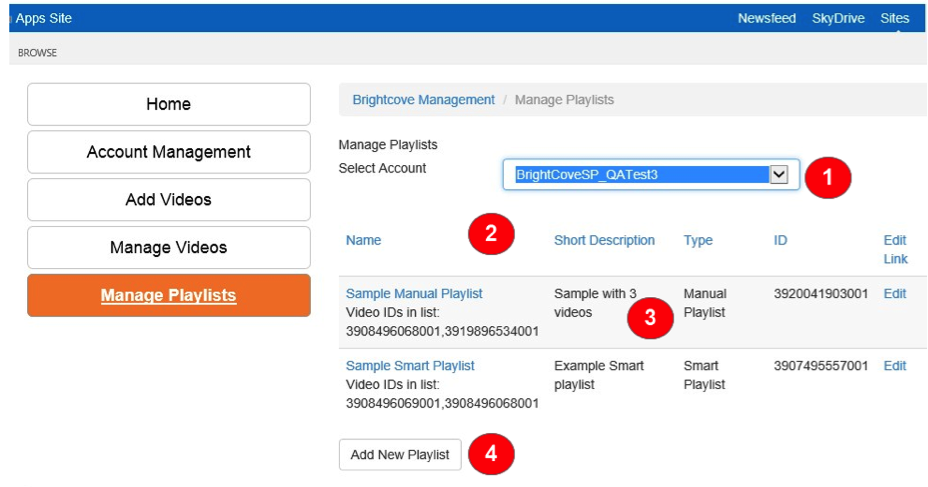 Apps Site
Newsfeed SkyDrive Sites
BROWSE
Home
Account Management
Add Videos
Manage Videos
Manage Playlists
Brightcove Management / Manage Playlists
Manage Playlists
Select Account
BrightCoveSP_QATest3
1
2
Name Short Description Type ID Edit
Link
Sample Manual Playlist Sample with 3 Manual 3920041903001 Edit
Video IDs in list: videos Playlist
3
3908496068001,3919896534001
Sample Smart Playlist Example Smart Smart 3907495557001 Edit
Video IDs in list: playlist Playlist
3908496069001,3908496068001
Add New Playlist
4